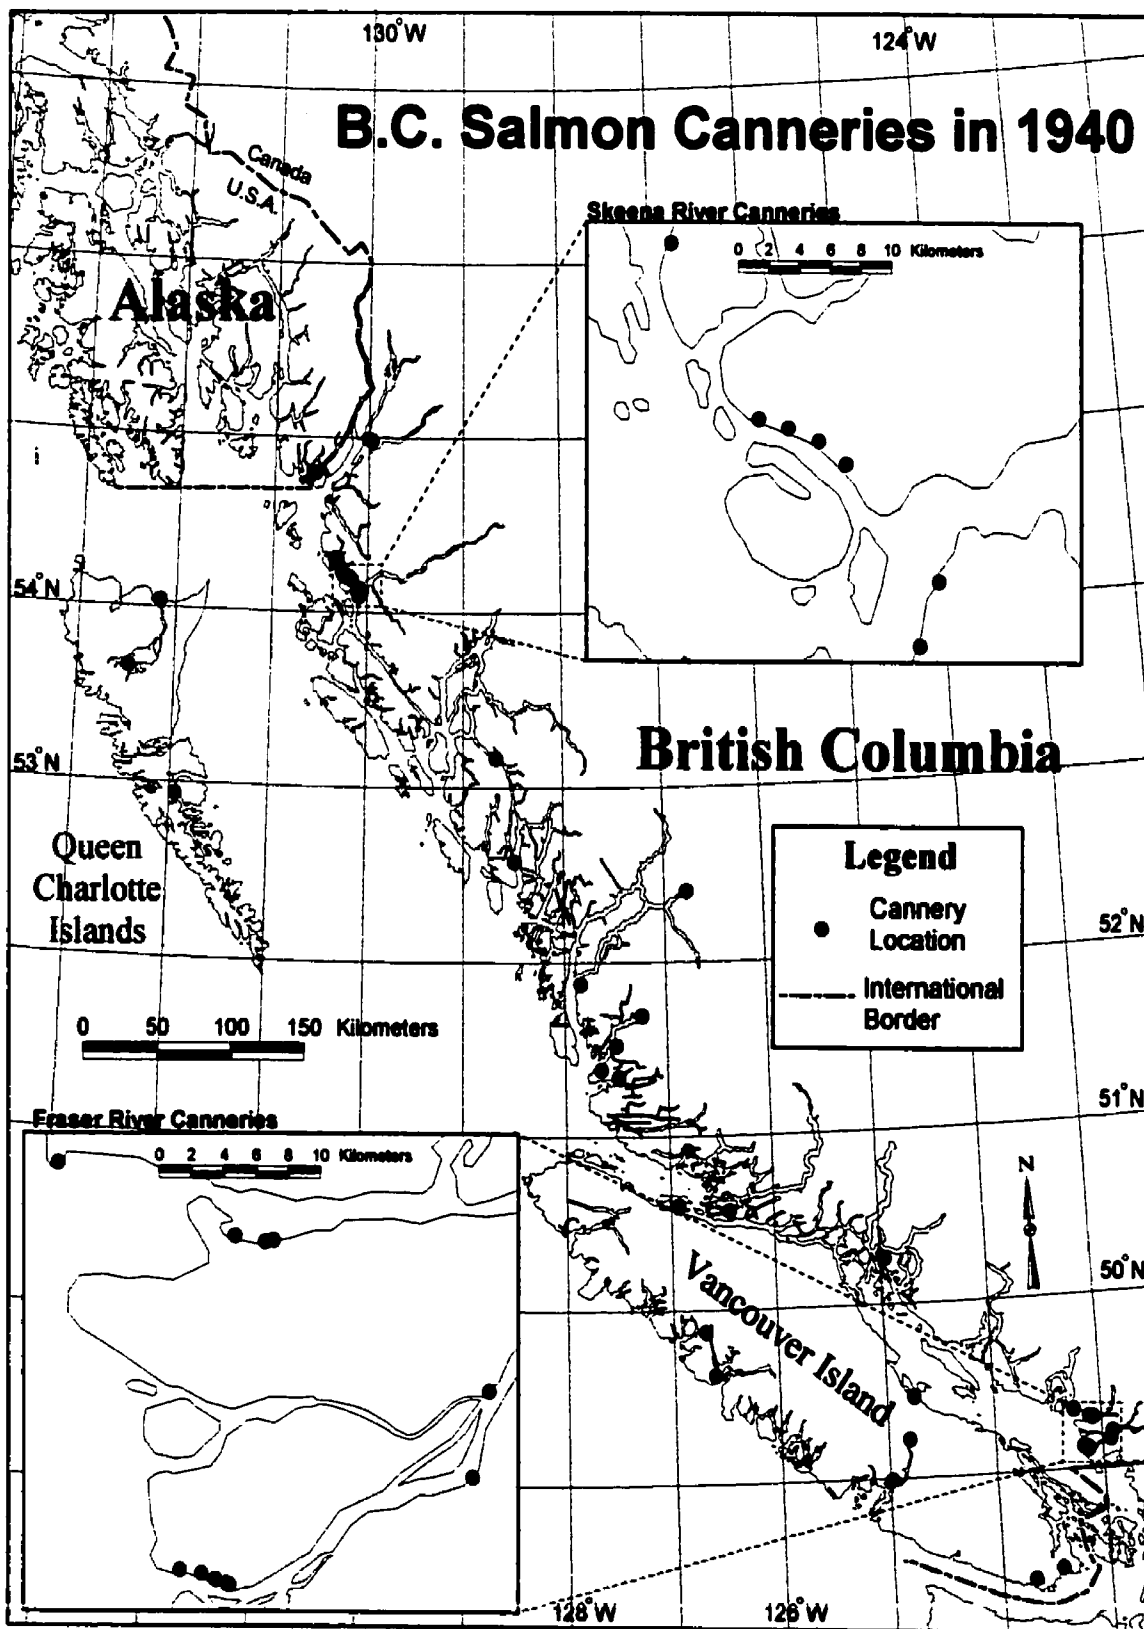 130°W
124°W
B.C. Salmon Canneries in 1940
Canada
U.S.A.
Skeena River Canneries
0 2 4 6 8 10 Kilometers
Alaska
54°N
53°N
British Columbia
Queen
Charlotte
Islands
Legend
Cannery
Location
International
Border
52°N
0 50 100 150 Kilometers
51°N
Fraser River Canneries
0 2 4 6 8 10 Kilometers
N
50°N
Vancouver Island
128°W
126°W